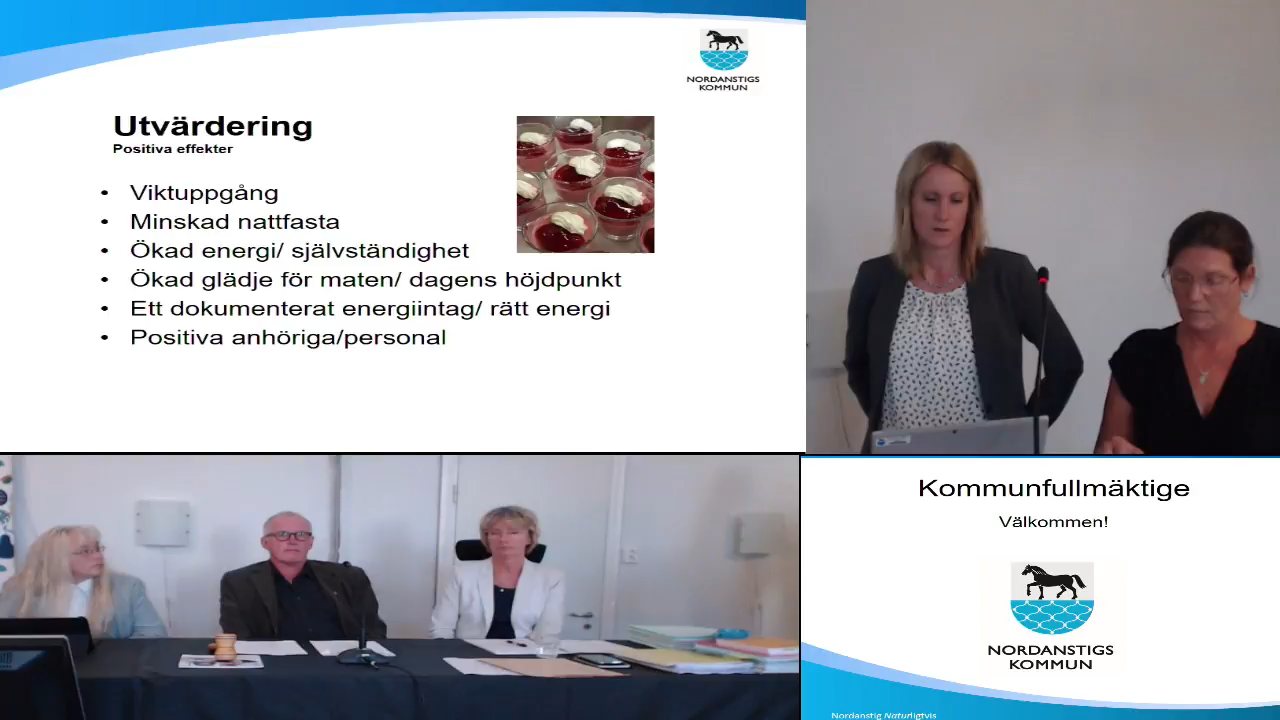 NORDANSTIGS
KOMMUN
Utvärdering
Positiva effekter
• Viktuppgång
• Minskad nattfasta
• Ökad energi/ självständighet
• Ökad glädje för maten/ dagens höjdpunkt
• Ett dokumenterat energiintag/ rätt energi
• Positiva anhöriga/personal
Kommunfullmäktige
Välkommen!
NORDANSTIGS
KOMMUN
Nordanstig Naturligtvis